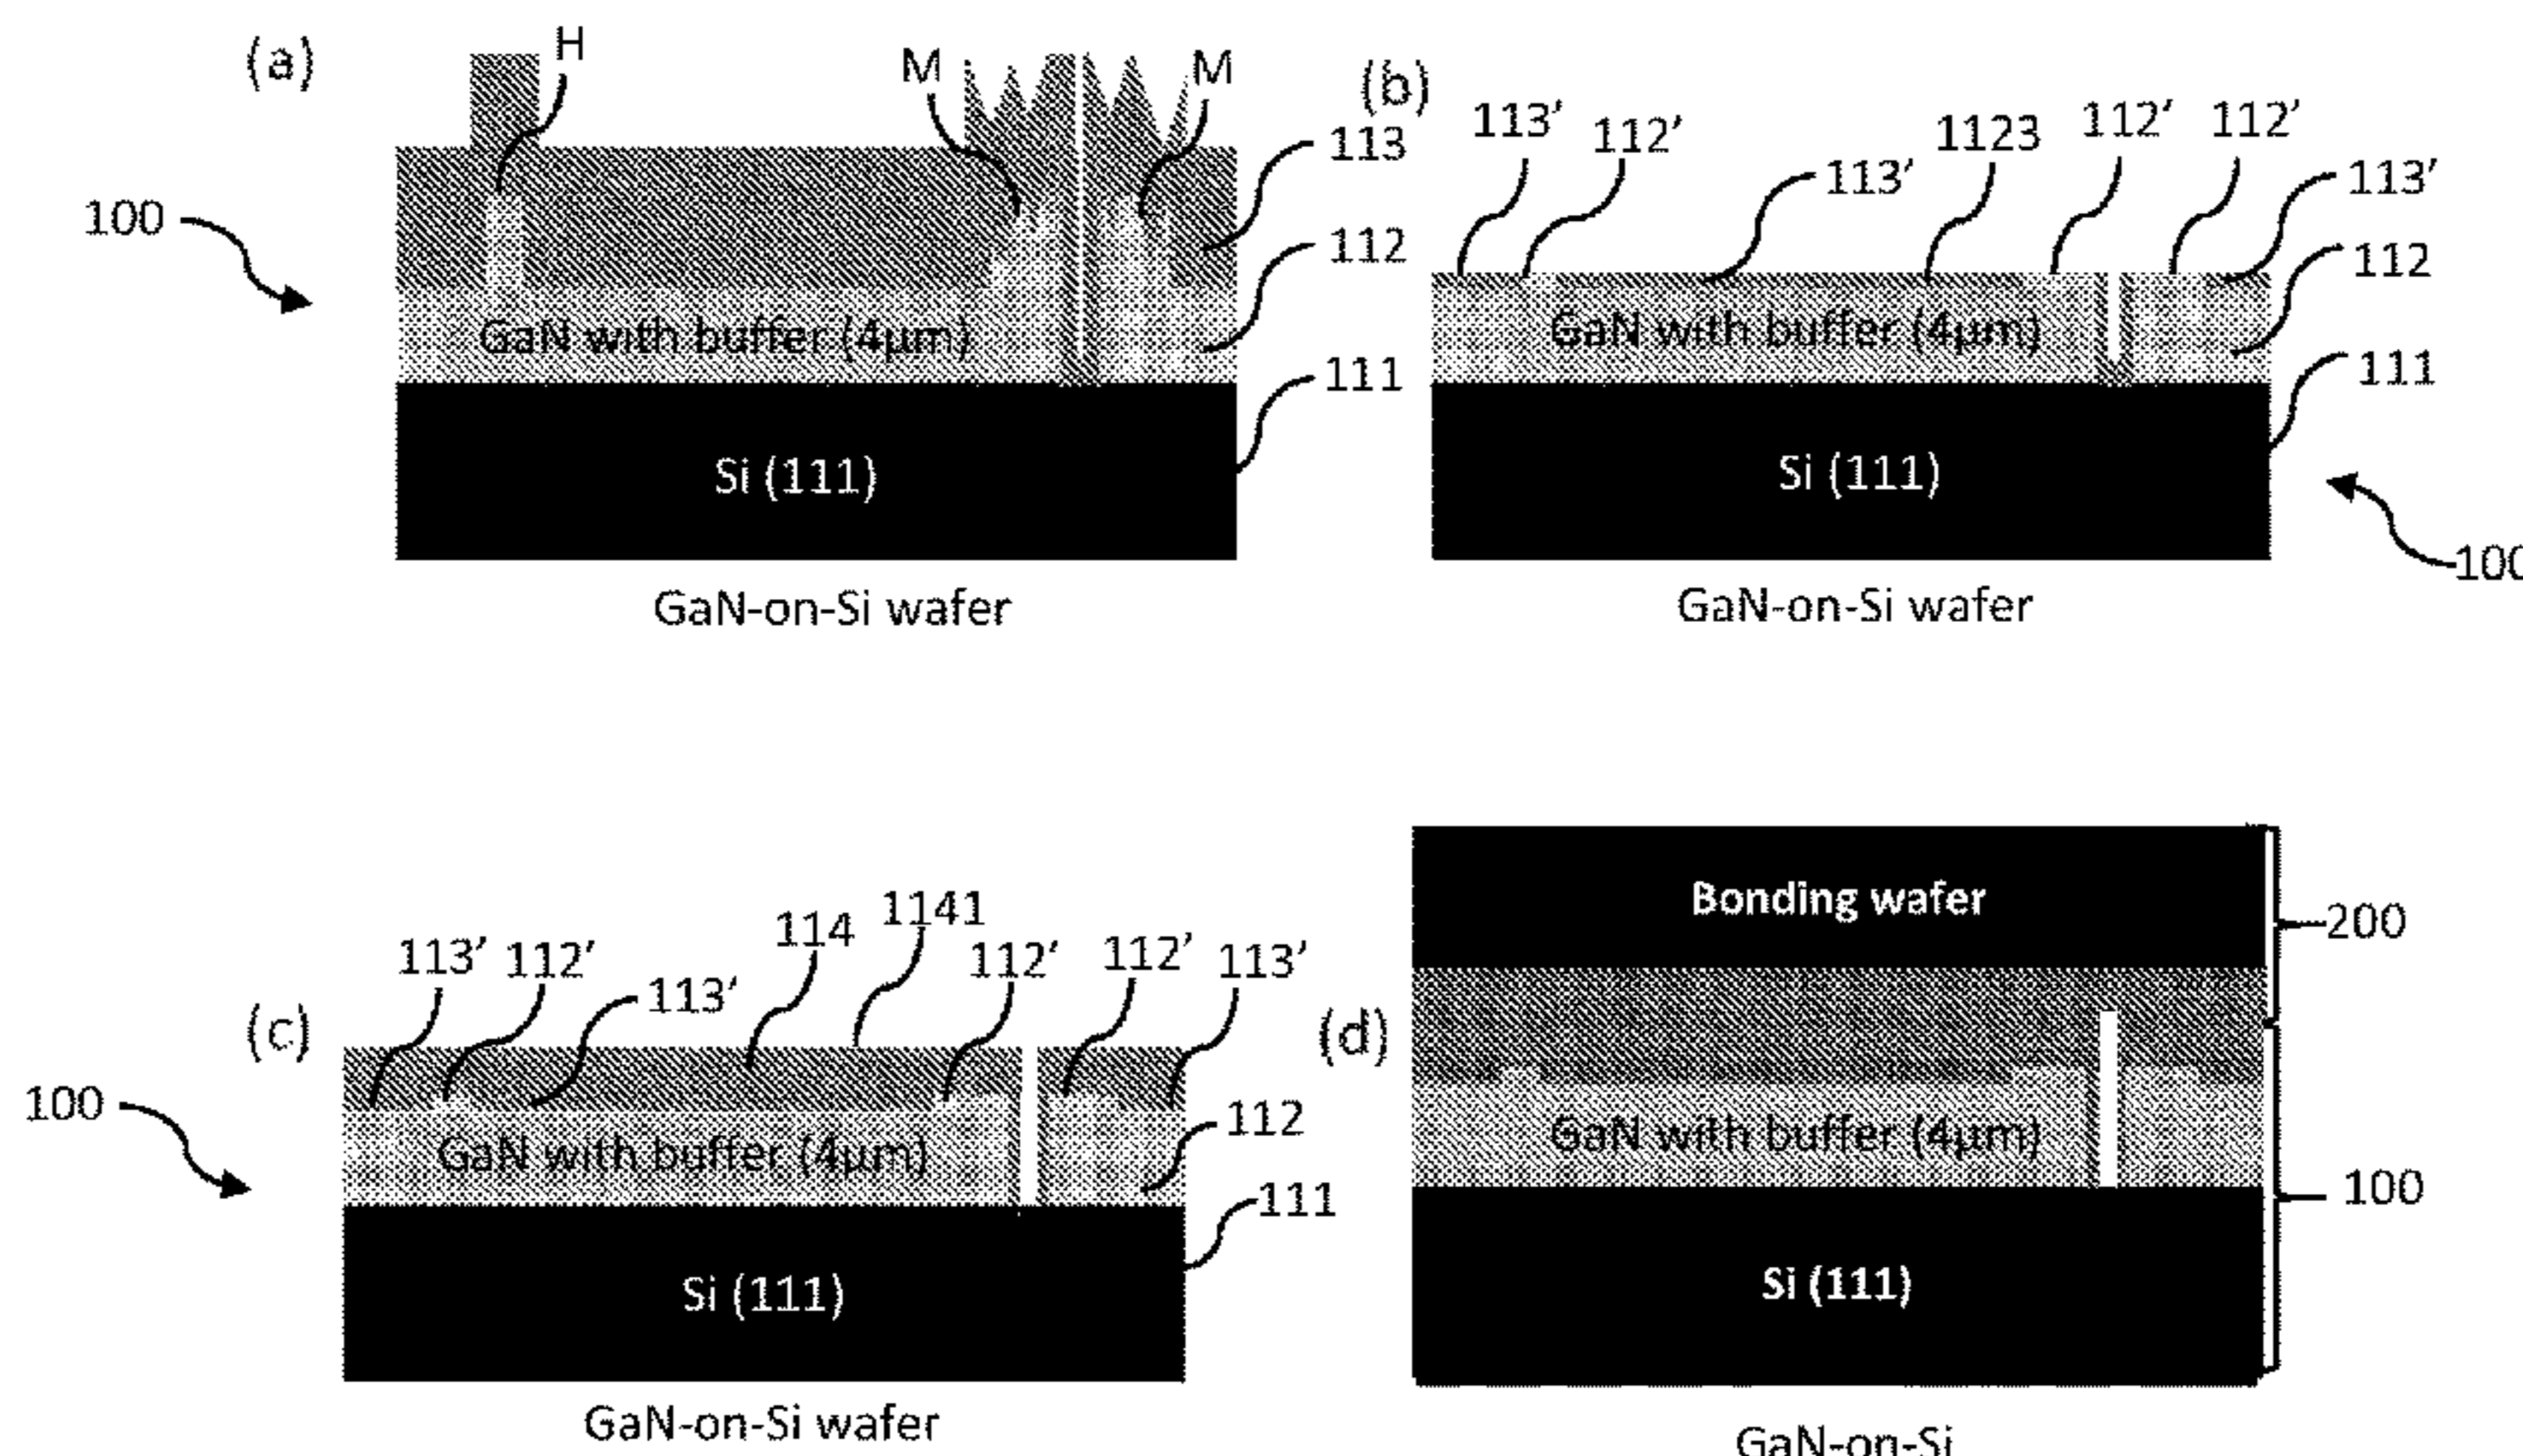 (a)
H
M
M
113
100
112
GaN with buffer (4μm)
111
Si (111)
GaN-on-Si wafer
(b)
113'
112'
1123
112'
112'
113'
113'
112
GaN with buffer (4μm)
111
Si (111)
100
GaN-on-Si wafer
(c)
113'
112'
113'
114
1141
112'
112'
113'
100
GaN with buffer (4μm)
112
111
Si (111)
GaN-on-Si wafer
(d)
Bonding wafer
200
GaN with buffer (4μm)
100
Si (111)
GaN-on-Si